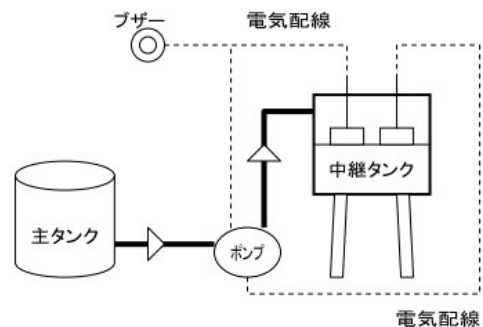 ブザー
電気配線
中継タンク
主タンク
ポンプ
電気配線